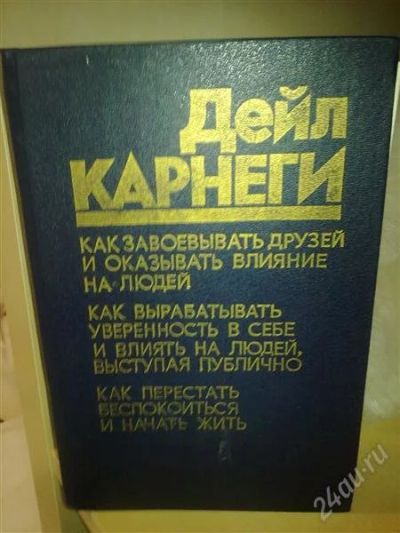 Дейл
КАРНЕГИ
КАК ЗАВОЕВЫВАТЬ ДРУЗЕЙ
И ОКАЗЫВАТЬ ВЛИЯНИЕ
НА ЛЮДЕЙ
КАК ВЫРАБАТЫВАТЬ
УВЕРЕННОСТЬ В СЕБЕ
И ВЛИЯТЬ НА ЛЮДЕЙ,
ВЫСТУПАЯ ПУБЛИЧНО
КАК ПЕРЕСТАТЬ
БЕСПОКОИТЬСЯ
И НАЧАТЬ ЖИТЬ
24au.ru